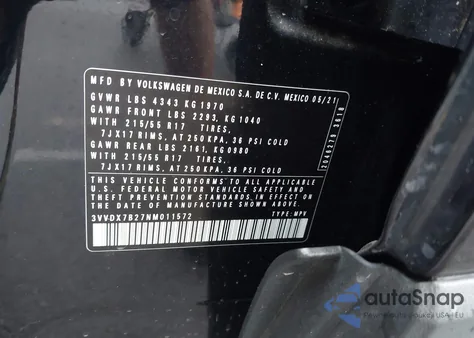 MFD BY VOLKSWAGEN DE MEXICO S.A. DE C.V. MEXICO 05/21
GVWR LBS 4343 KG 1970
GAWR FRONT LBS 2293, KG 1040
WITH 215/55 R17 TIRES,
7JX17 RIMS, AT 250 KPA, 36 PSI COLD
GAWR REAR LBS 2161, KG 0980
WITH 215/55 R17 TIRES,
7JX17 RIMS, AT 250 KPA, 36 PSI COLD
THIS VEHICLE CONFORMS TO ALL APPLICABLE
U.S. FEDERAL MOTOR VEHICLE SAFETY AND
THEFT PREVENTION STANDARDS IN EFFECT ON
THE DATE OF MANUFACTURE SHOWN ABOVE.
3VVDX7B27NM011572 TYPE: MPV
autaSnap
USA
EU